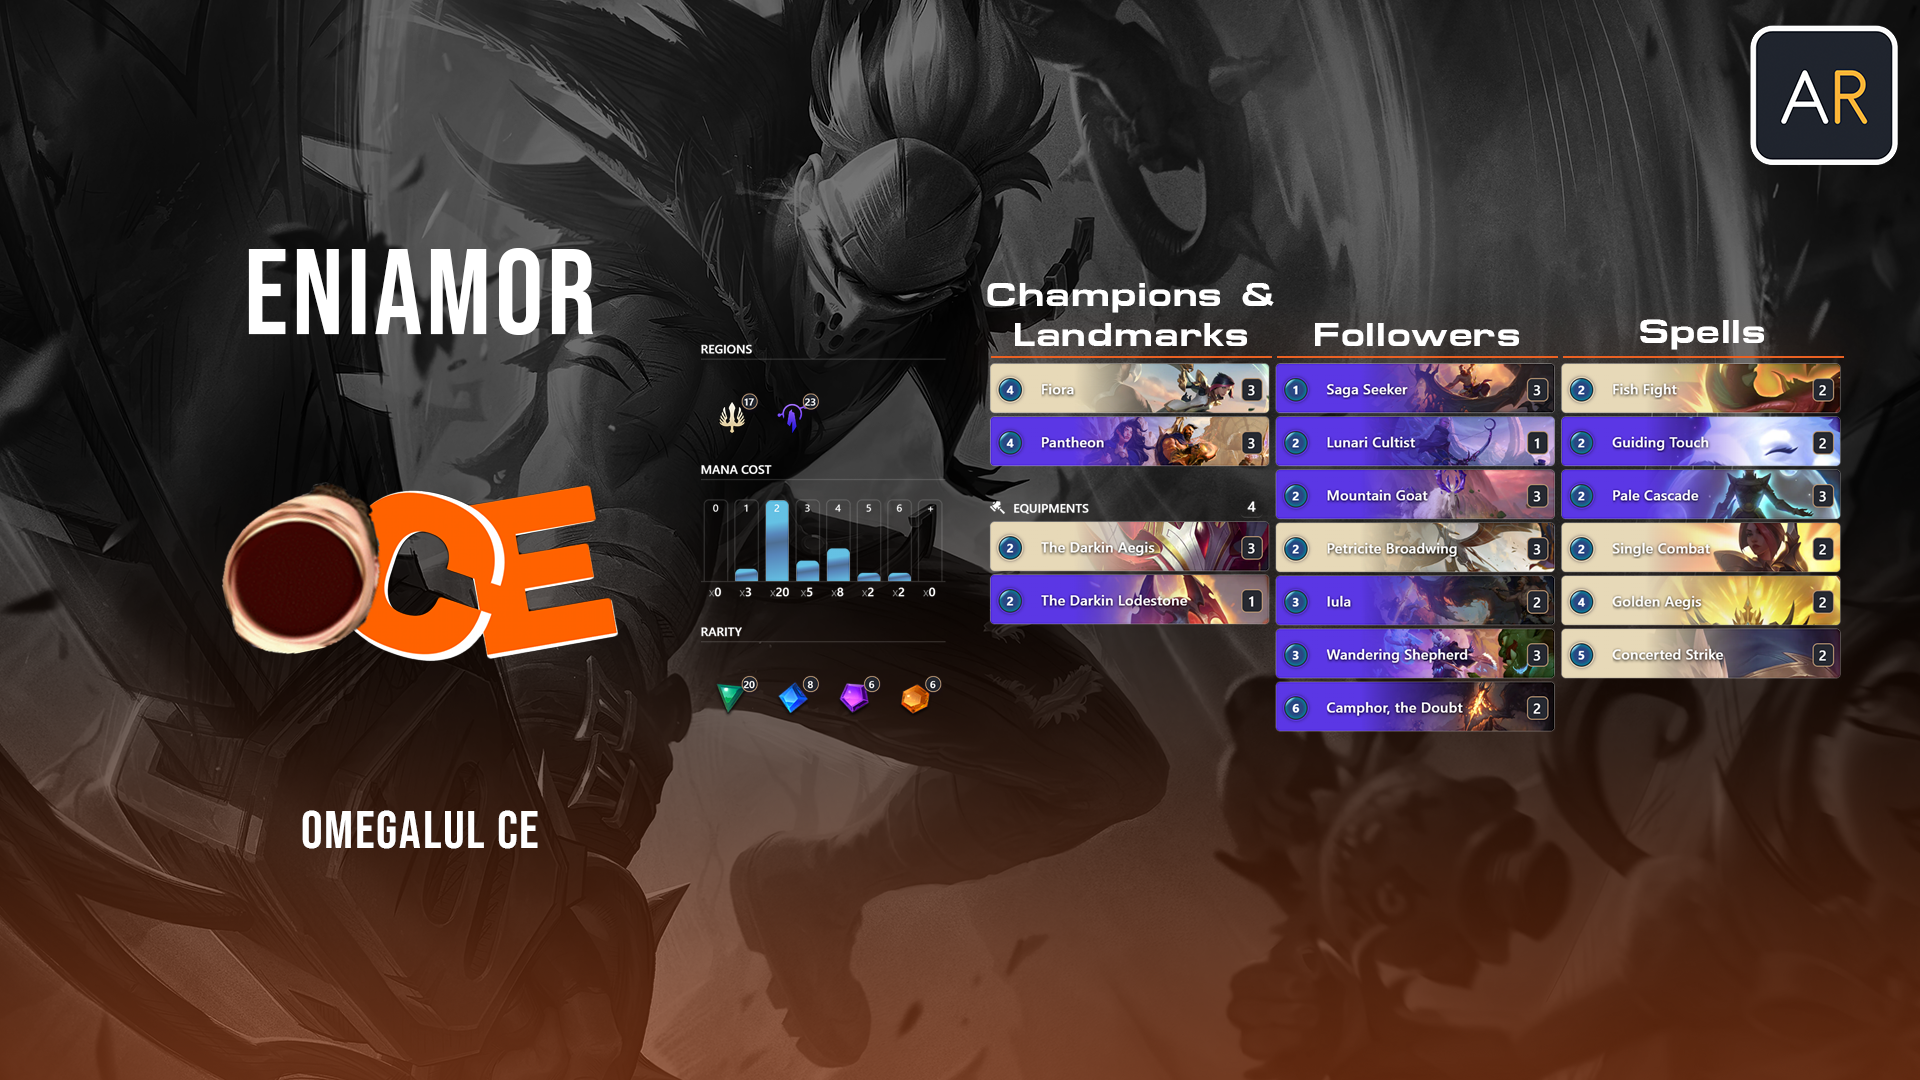 AR
ENIAMOR
CE
OMEGALUL CE
REGIONS
17 23
MANA COST
0 1 2 3 4 5 6 +
x0 x3 x20 x5 x8 x2 x2 x0
RARITY
20 8 6 6
Champions &
Landmarks
4 Fiora 3
4 Pantheon 3
EQUIPMENTS 4
2 The Darkin Aegis 3
2 The Darkin Lodestone 1
Followers
1 Saga Seeker 3
2 Lunari Cultist 1
2 Mountain Goat 3
2 Petricite Broadwing 3
3 Iula 2
3 Wandering Shepherd 3
6 Camphor, the Doubt 2
Spells
2 Fish Fight 2
2 Guiding Touch 2
2 Pale Cascade 3
2 Single Combat 2
4 Golden Aegis 2
5 Concerted Strike 2